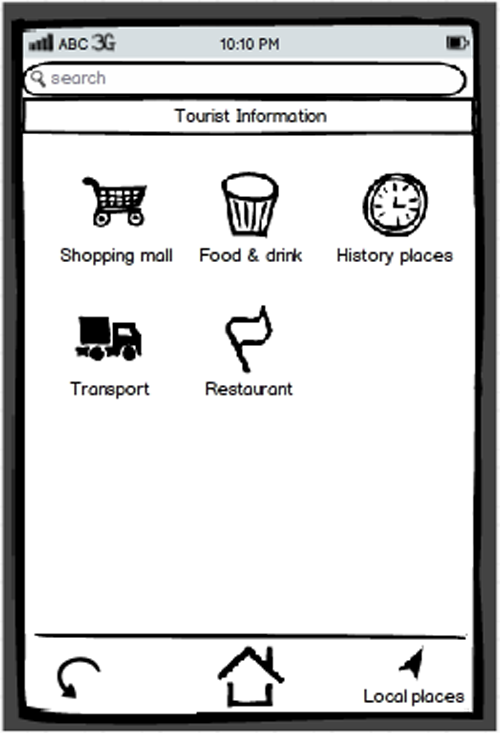 ABC 3G 10:10 PM
search
Tourist Information
Shopping mall Food & drink History places
Transport Restaurant
Local places